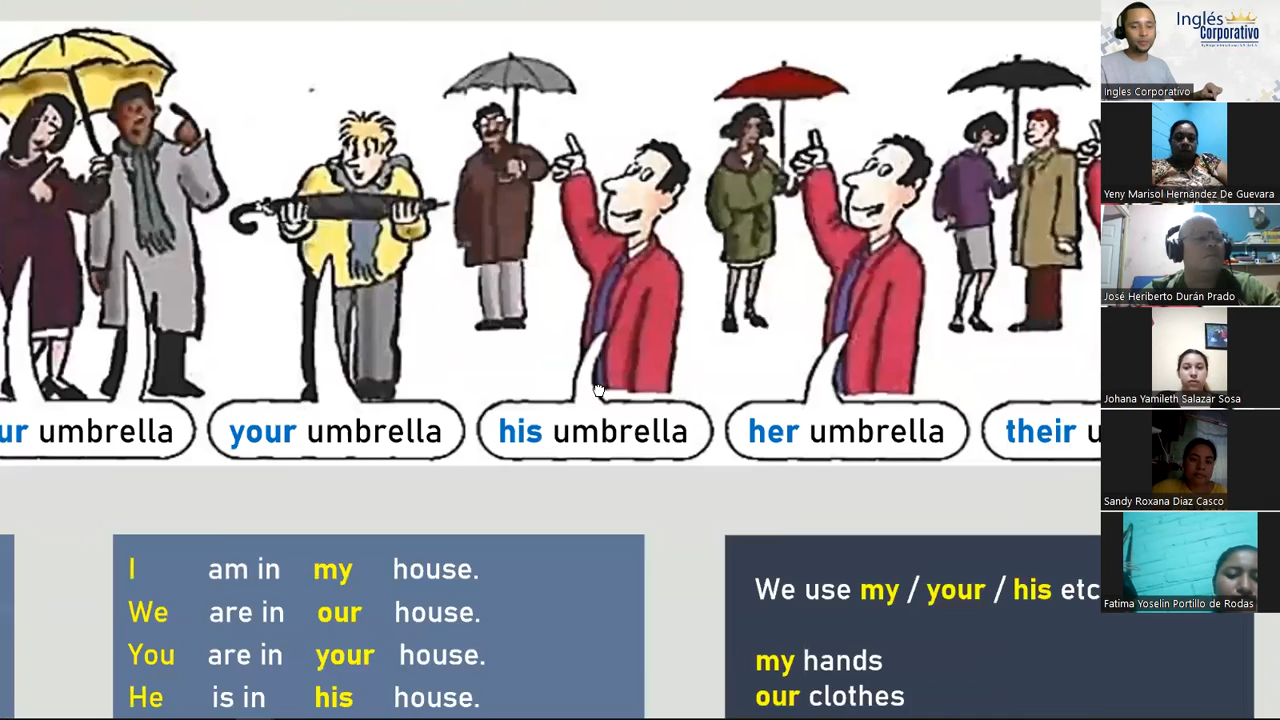 ur umbrella
your umbrella
his umbrella
her umbrella
their u
I am in my house.
We are in our house.
You are in your house.
He is in his house.
We use my / your / his etc
my hands
our clothes
Inglés
Corporativo
Ingles Corporativo
Yeny Marisol Hernández De Guevara
José Heriberto Durán Prado
Johana Yamileth Salazar Sosa
Sandy Roxana Diaz Casco
Fatima Yoselin Portillo de Rodas